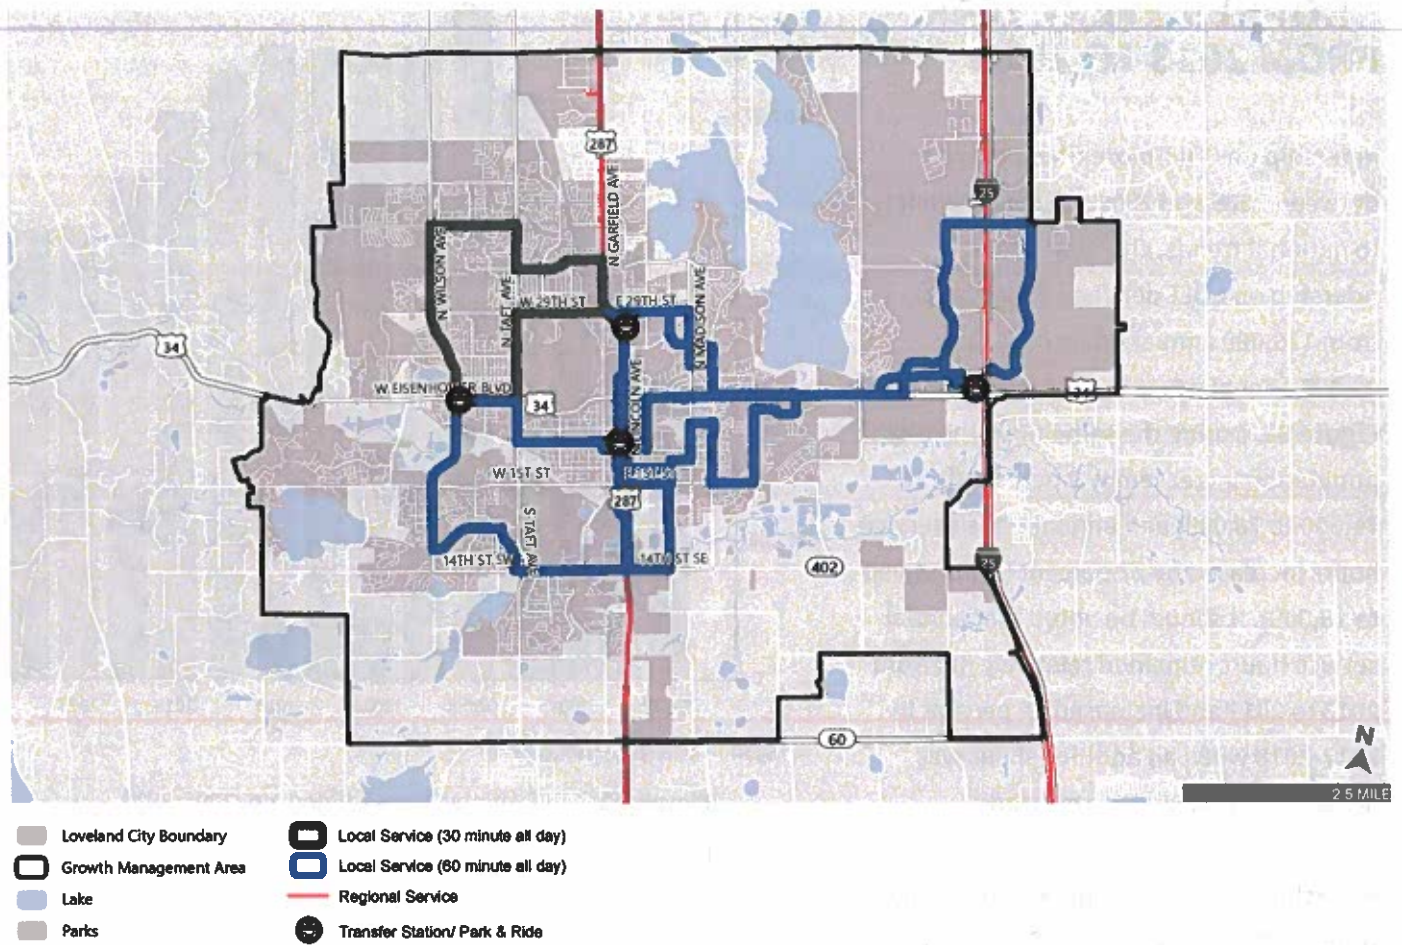 287
N GARFIELD AVE
25
N WILSON AVE
N TAFT AVE
W 29TH ST
E 29TH ST
N MADISON AVE
34
W EISENHOWER BLVD
34
N LINCOLN AVE
34
W 1ST ST
E 1ST ST
287
S TAFT AVE
14TH ST SW
14TH ST SE
402
25
60
N
2.5 MILE
Loveland City Boundary
Growth Management Area
Lake
Parks
Local Service (30 minute all day)
Local Service (60 minute all day)
Regional Service
Transfer Station/ Park & Ride